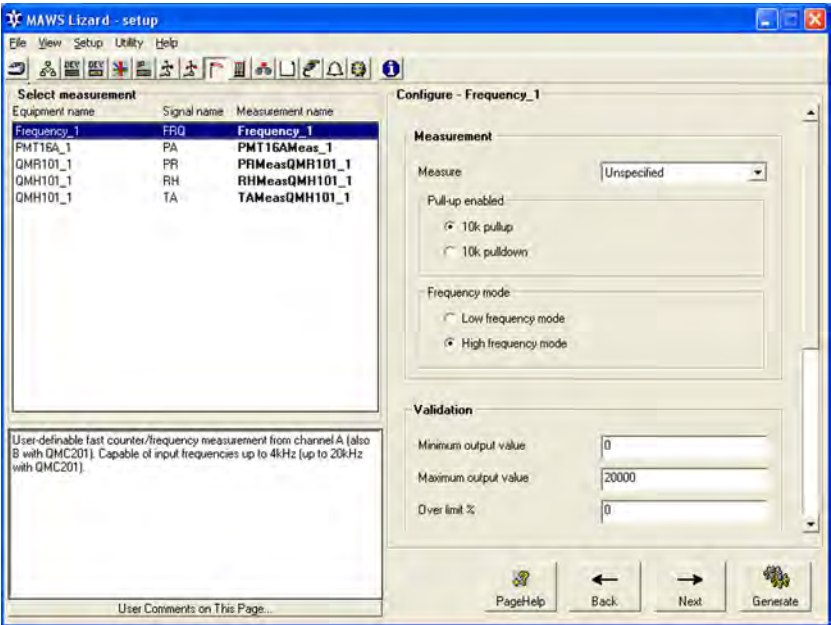 MAWS Lizard - setup
File View Setup Utility Help
Select measurement
Equipment name Signal name Measurement name
Frequency_1 FRQ Frequency_1
PMT16A_1 PA PMT16AMeas_1
QMR101_1 PR PRMeasQMR101_1
QMH101_1 RH RHMeasQMH101_1
QMH101_1 TA TAMeasQMH101_1
User-definable fast counter/frequency measurement from channel A (also
B with QMC201). Capable of input frequencies up to 4kHz (up to 20kHz
with QMC201).
User Comments on This Page...
Configure - Frequency_1
Measurement
Measure Unspecified
Pull-up enabled
10k pullup
10k pulldown
Frequency mode
Low frequency mode
High frequency mode
Validation
Minimum output value 0
Maximum output value 20000
Over limit % 0
PageHelp Back Next Generate